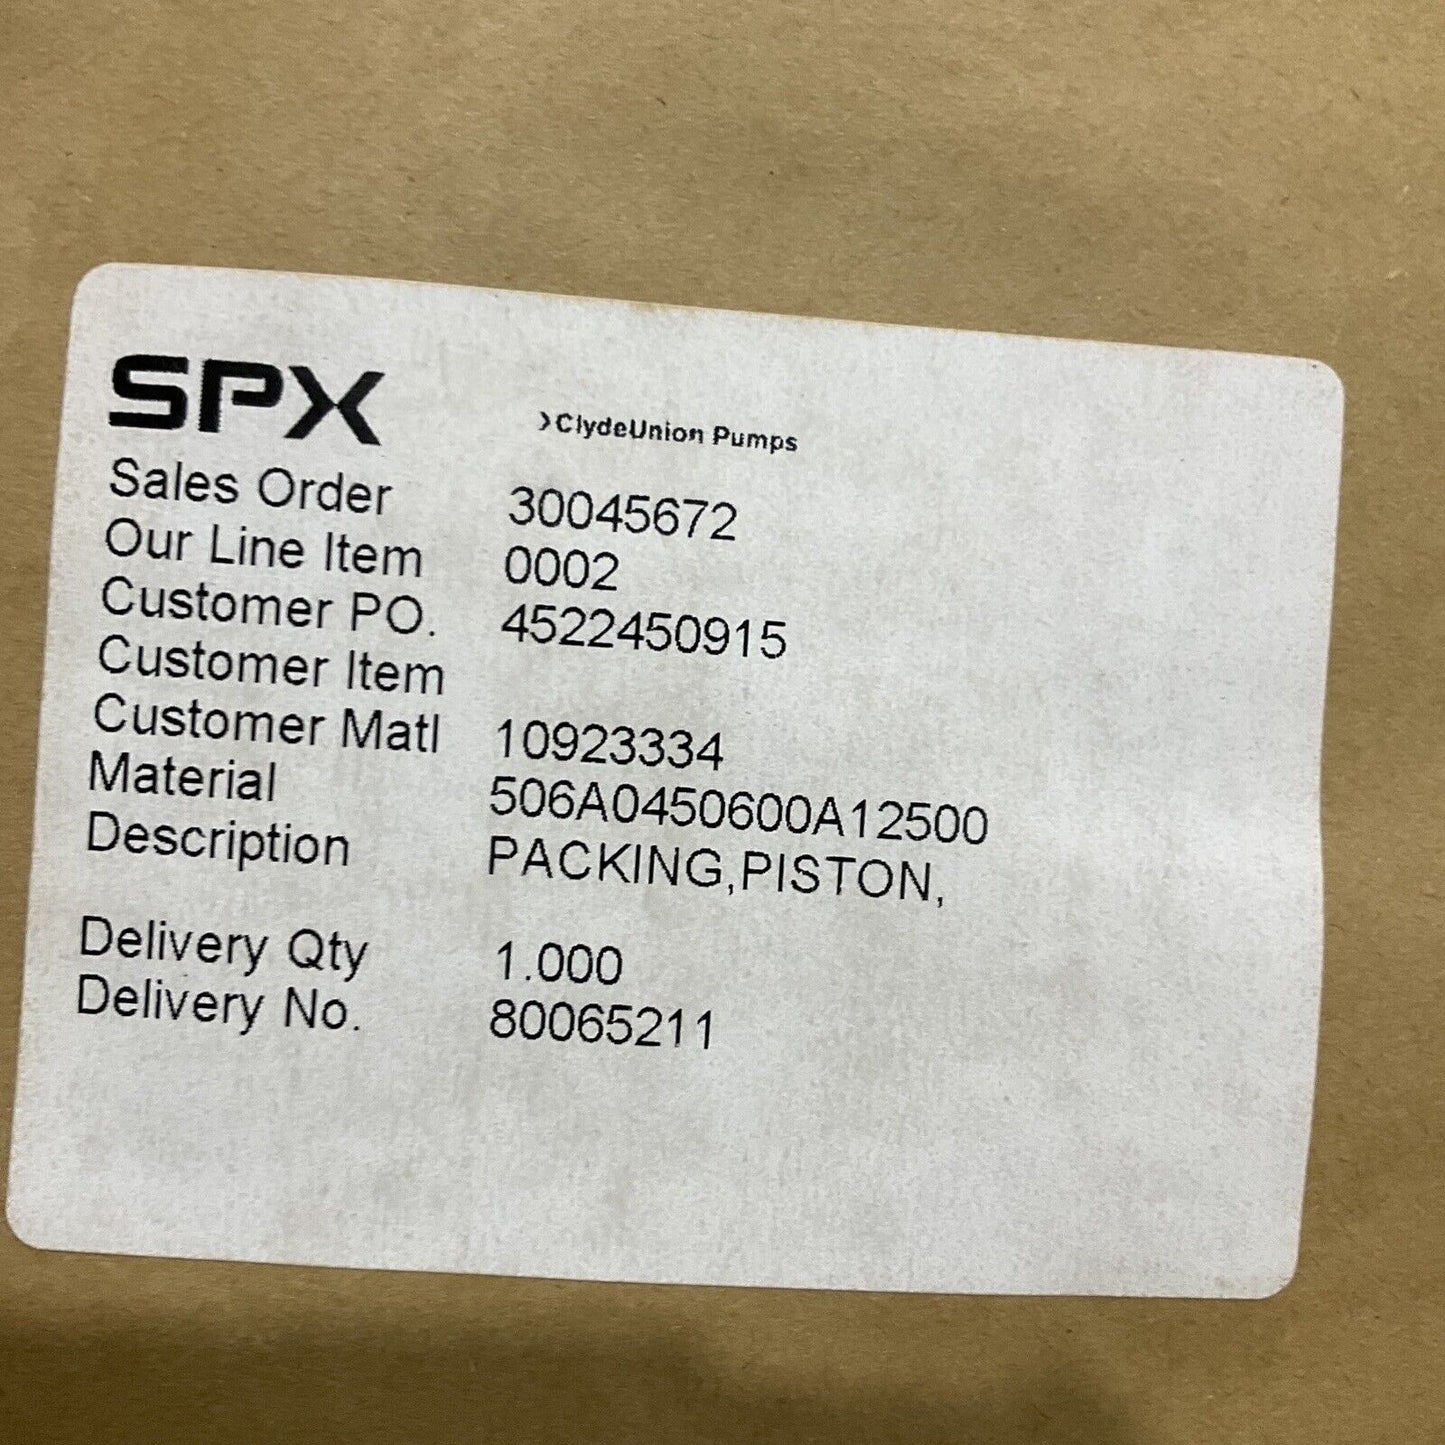 SPX ›ClydeUnion Pumps
Sales Order 30045672
Our Line Item 0002
Customer PO. 4522450915
Customer Item
Customer Matl 10923334
Material 506A0450600A12500
Description PACKING,PISTON,
Delivery Qty 1.000
Delivery No. 80065211